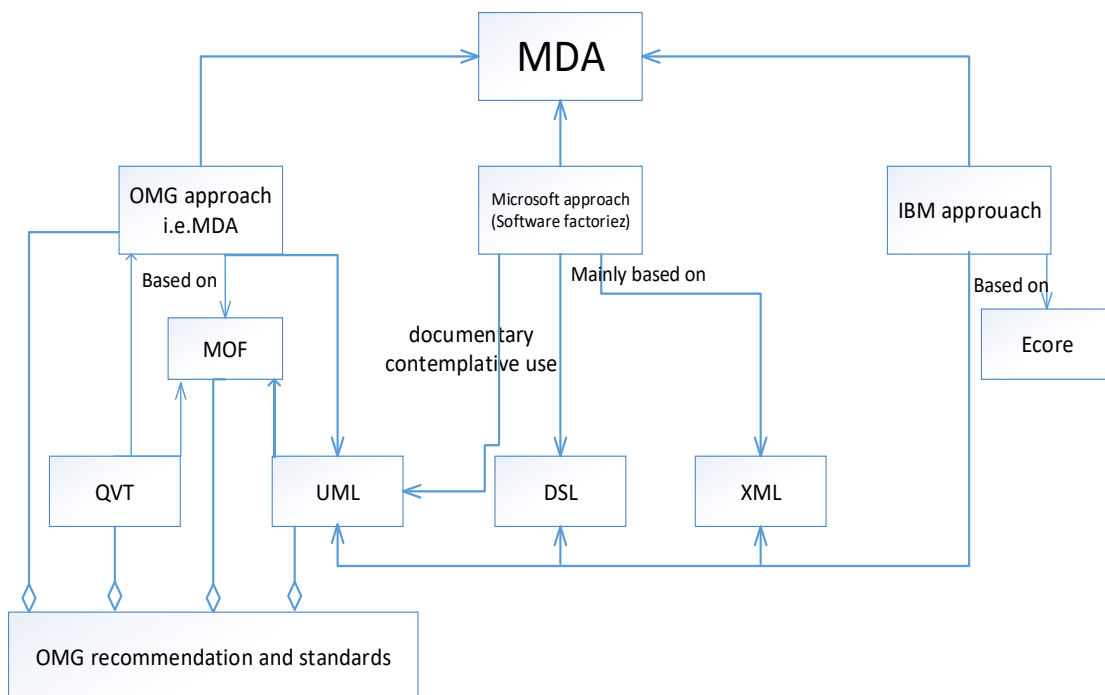 MDA
OMG approach
i.e.MDA
Microsoft approach
(Software factoriez)
IBM approuach
Based on
Mainly based on
Based on
MOF
documentary
contemplative use
Ecore
QVT
UML
DSL
XML
OMG recommendation and standards